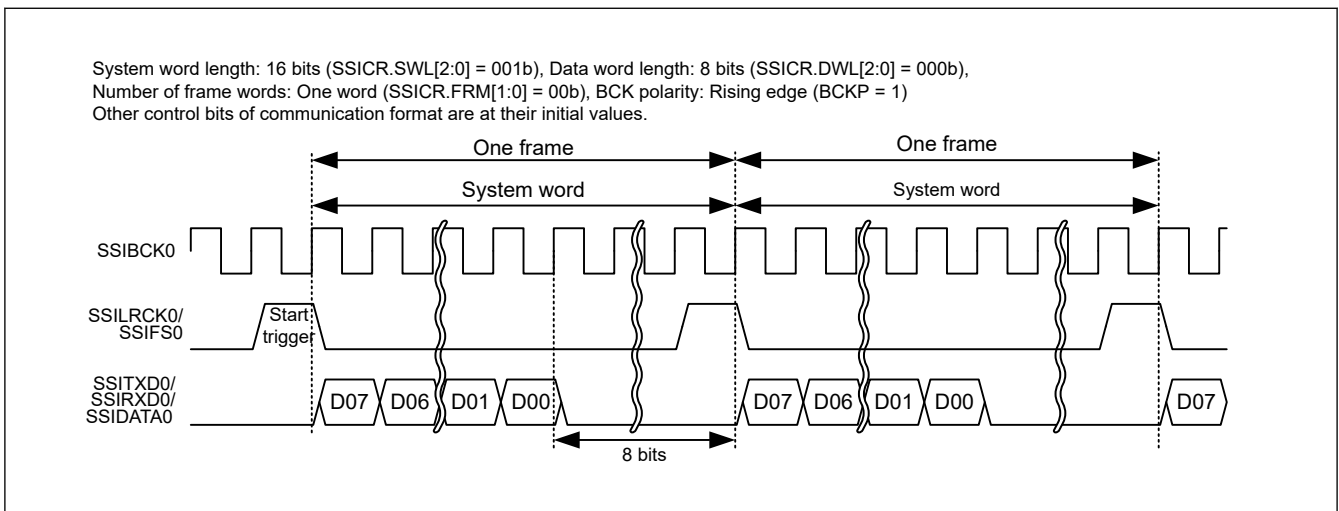 System word length: 16 bits (SSICR.SWL[2:0] = 001b), Data word length: 8 bits (SSICR.DWL[2:0] = 000b),
Number of frame words: One word (SSICR.FRM[1:0] = 00b), BCK polarity: Rising edge (BCKP = 1)
Other control bits of communication format are at their initial values.
One frame One frame
System word System word
SSIBCK0
SSILRCK0/
SSIFS0
Start
trigger
SSITXD0/
SSIRXD0/
SSIDATA0
D07 D06 D01 D00 D07 D06 D01 D00 D07
8 bits